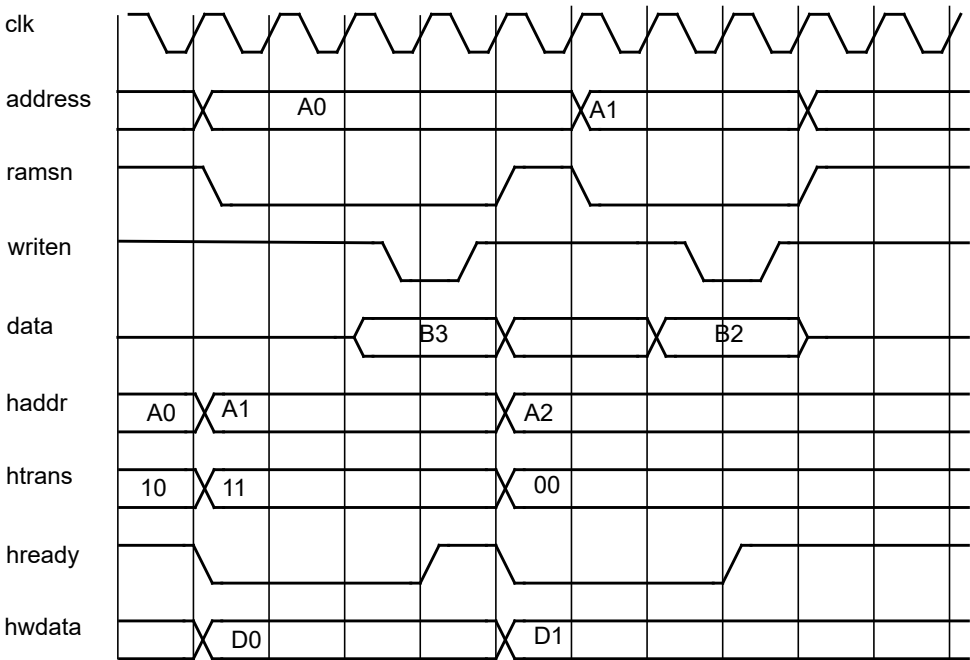 clk
address A0 A1
ramsn
writen
data B3 B2
haddr A0 A1 A2
htrans 10 11 00
hready
hwdata D0 D1